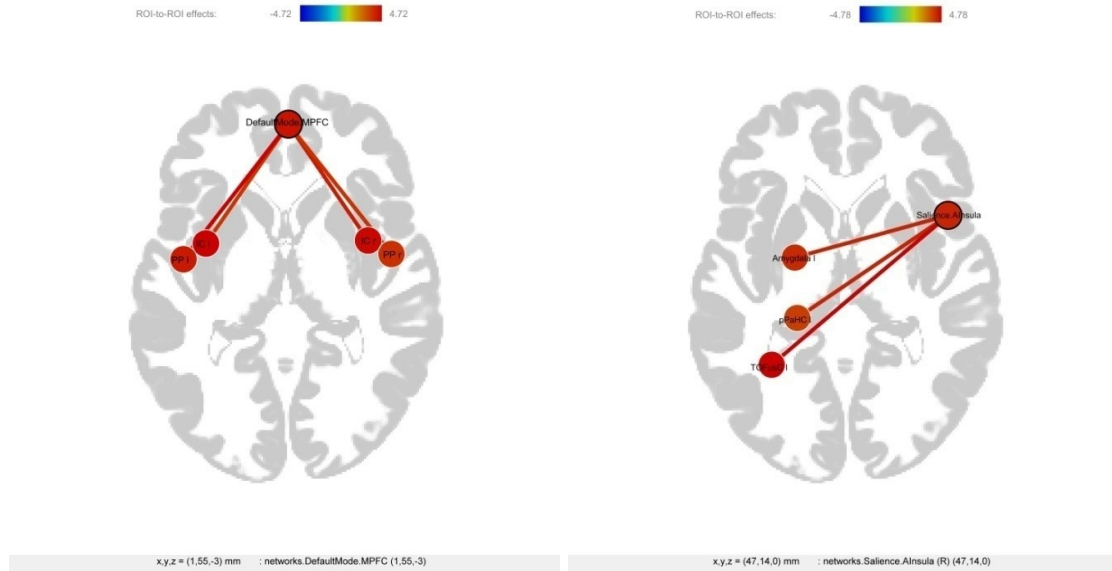 ROI-to-ROI effects: -4.72 4.72
DefaultMode.MPFC
IC l
IC r
PP l
PP r
x,y,z = (1,55,-3) mm : networks.DefaultMode.MPFC (1,55,-3)
ROI-to-ROI effects: -4.78 4.78
Salience.AInsula
Amygdala l
pPaHC l
TOFusC l
x,y,z = (47,14,0) mm : networks.Salience.AInsula (R) (47,14,0)